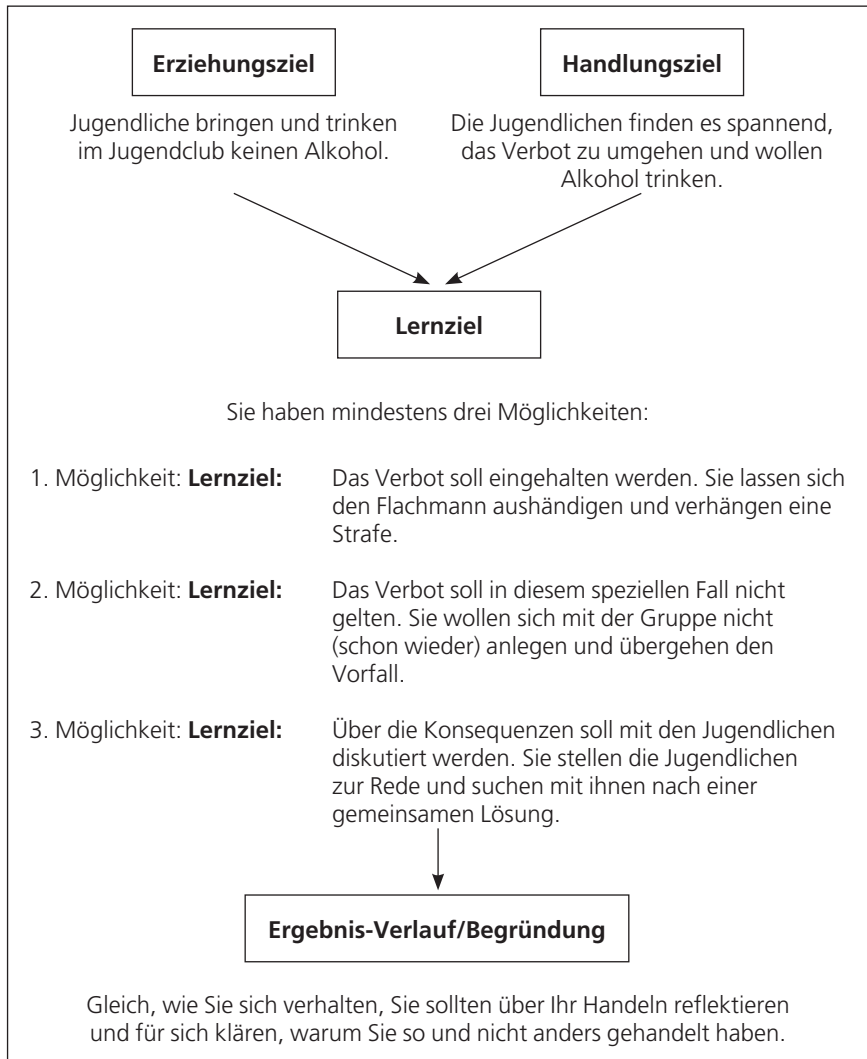 Erziehungsziel
Jugendliche bringen und trinken
im Jugendclub keinen Alkohol.
Handlungsziel
Die Jugendlichen finden es spannend,
das Verbot zu umgehen und wollen
Alkohol trinken.
Lernziel
Sie haben mindestens drei Möglichkeiten:
1. Möglichkeit: Lernziel: Das Verbot soll eingehalten werden. Sie lassen sich
den Flachmann aushändigen und verhängen eine
Strafe.
2. Möglichkeit: Lernziel: Das Verbot soll in diesem speziellen Fall nicht
gelten. Sie wollen sich mit der Gruppe nicht
(schon wieder) anlegen und übergehen den
Vorfall.
3. Möglichkeit: Lernziel: Über die Konsequenzen soll mit den Jugendlichen
diskutiert werden. Sie stellen die Jugendlichen
zur Rede und suchen mit ihnen nach einer
gemeinsamen Lösung.
Ergebnis-Verlauf/Begründung
Gleich, wie Sie sich verhalten, Sie sollten über Ihr Handeln reflektieren
und für sich klären, warum Sie so und nicht anders gehandelt haben.